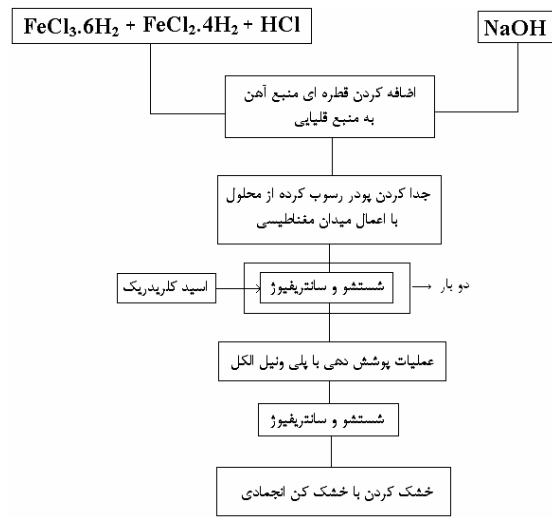 FeCl₃.6H₂ + FeCl₂.4H₂ + HCl
NaOH
اضافه کردن قطره ای منبع آهن
به منبع قلیایی
جدا کردن پودر رسوب کرده از محلول
با اعمال میدان مغناطیسی
اسید کلریدریک
شستشو و سانتریفیوژ
دو بار
عملیات پوشش دهی با پلی ونیل الکل
شستشو و سانتریفیوژ
خشک کردن با خشک کن انجمادی